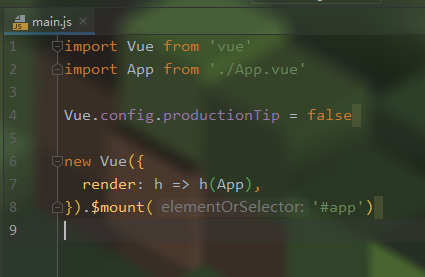 main.js
JS
1 import Vue from 'vue'
2 import App from './App.vue'
3
4 Vue.config.productionTip = false
5
6 new Vue({
7   render: h => h(App),
8 }).$mount( elementOrSelector: '#app')
9